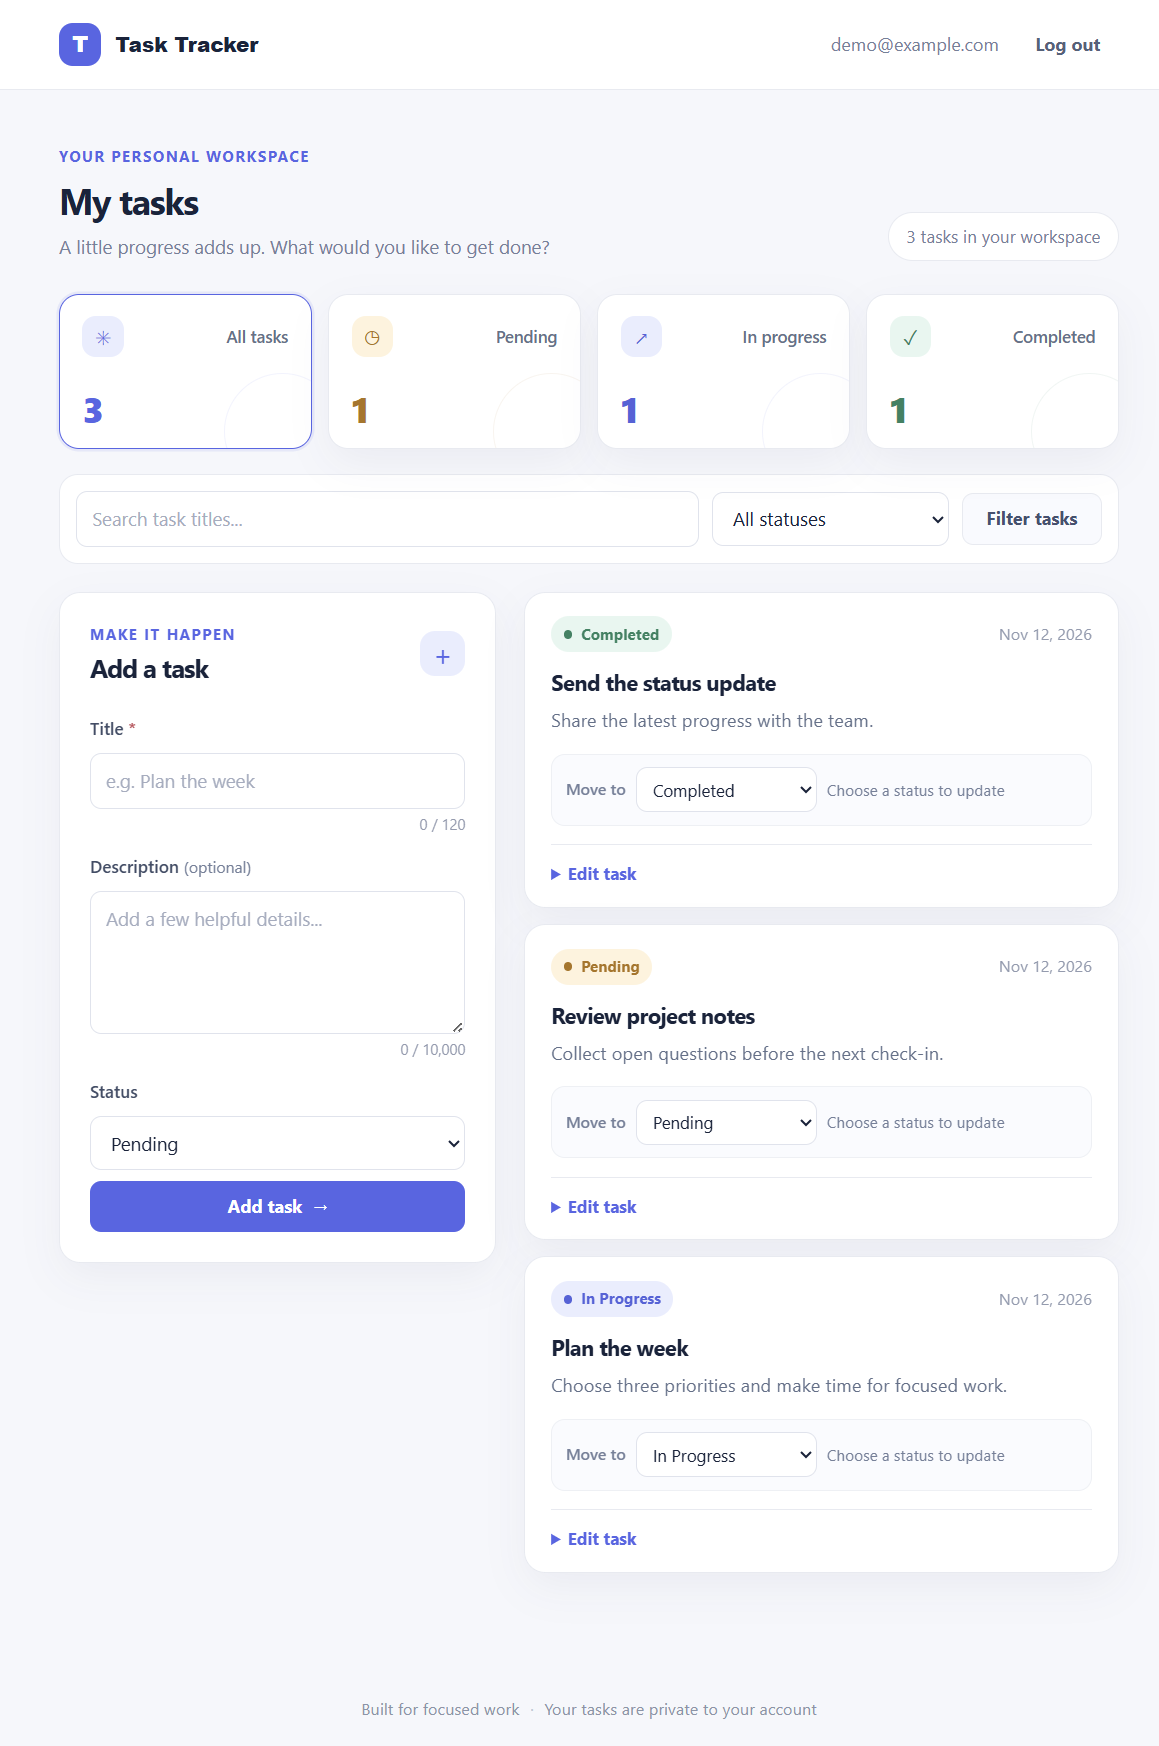 T Task Tracker
demo@example.com Log out
YOUR PERSONAL WORKSPACE
My tasks
A little progress adds up. What would you like to get done?
3 tasks in your workspace
All tasks
3
Pending
1
In progress
1
Completed
1
Search task titles...
All statuses
Filter tasks
MAKE IT HAPPEN
Add a task
+
Title *
e.g. Plan the week
0 / 120
Description (optional)
Add a few helpful details...
0 / 10,000
Status
Pending
Add task →
Completed
Nov 12, 2026
Send the status update
Share the latest progress with the team.
Move to Completed Choose a status to update
Edit task
Pending
Nov 12, 2026
Review project notes
Collect open questions before the next check-in.
Move to Pending Choose a status to update
Edit task
In Progress
Nov 12, 2026
Plan the week
Choose three priorities and make time for focused work.
Move to In Progress Choose a status to update
Edit task
Built for focused work · Your tasks are private to your account